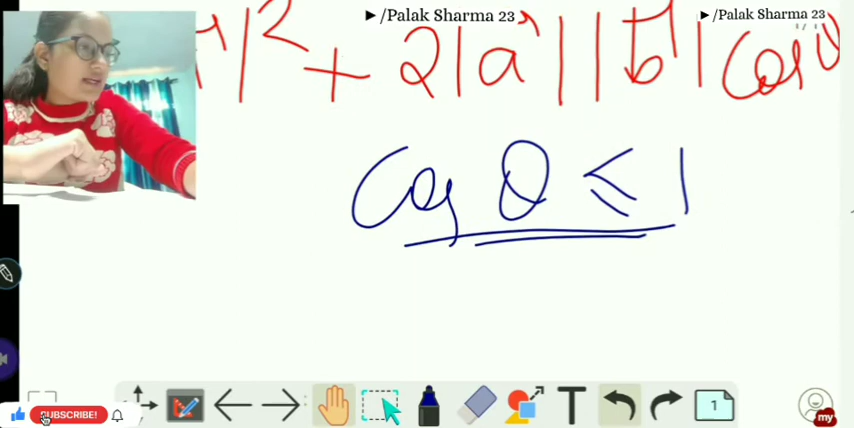 ►/Palak Sharma 23 ►/Palak Sharma 23
|² + 2|a⃗||b⃗| cos θ
Cos θ ≤ 1
T 1
SUBSCRIBE! my